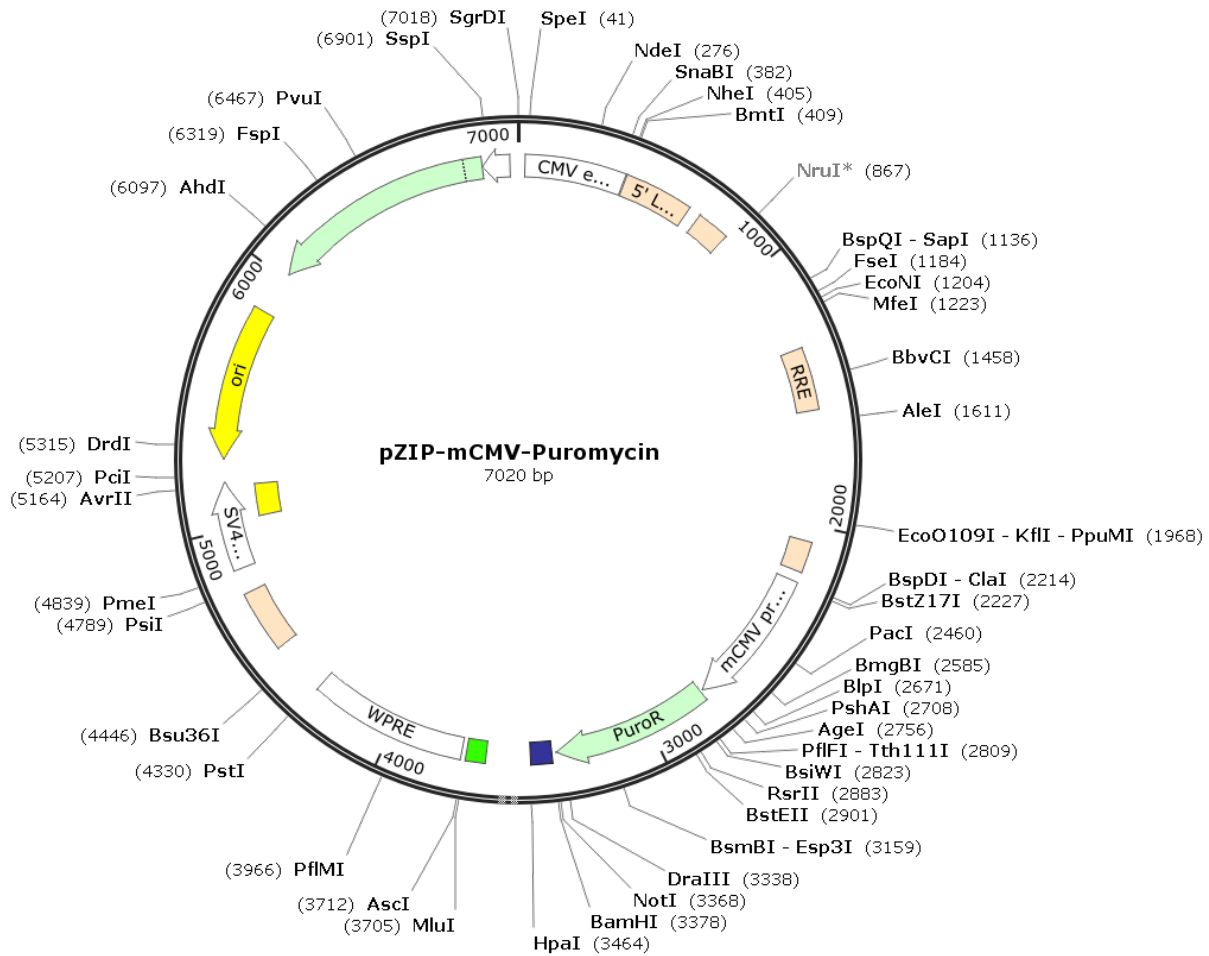 (7018) SgrDI
SpeI (41)
(6901) SspI
NdeI (276)
SnaBI (382)
NheI (405)
BmtI (409)
(6467) PvuI
(6319) FspI
(6097) AhdI
NruI* (867)
BspQI - SapI (1136)
FseI (1184)
EcoNI (1204)
MfeI (1223)
BbvCI (1458)
AleI (1611)
EcoO109I - KflI - PpuMI (1968)
BspDI - ClaI (2214)
BstZ17I (2227)
PacI (2460)
BmgBI (2585)
BlpI (2671)
PshAI (2708)
AgeI (2756)
PflFI - Tth111I (2809)
BsiWI (2823)
RsrII (2883)
BstEII (2901)
BsmBI - Esp3I (3159)
DraIII (3338)
NotI (3368)
BamHI (3378)
HpaI (3464)
(3705) MluI
(3712) AscI
(3966) PflMI
(4330) PstI
(4446) Bsu36I
(4789) PsiI
(4839) PmeI
(5164) AvrII
(5207) PciI
(5315) DrdI
7000
1000
2000
3000
4000
5000
6000
CMV e...
5' L...
RRE
mCMV pr...
PuroR
WPRE
SV4...
ori
pZIP-mCMV-Puromycin
7020 bp